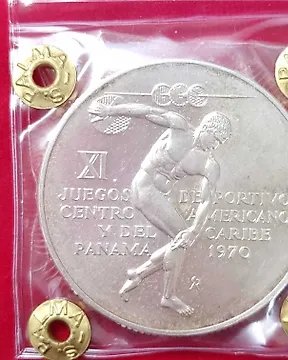 XI
JUEGOS DEPORTIVO
CENTRO AMERICANO
Y DEL CARIBE
PANAMA 1970